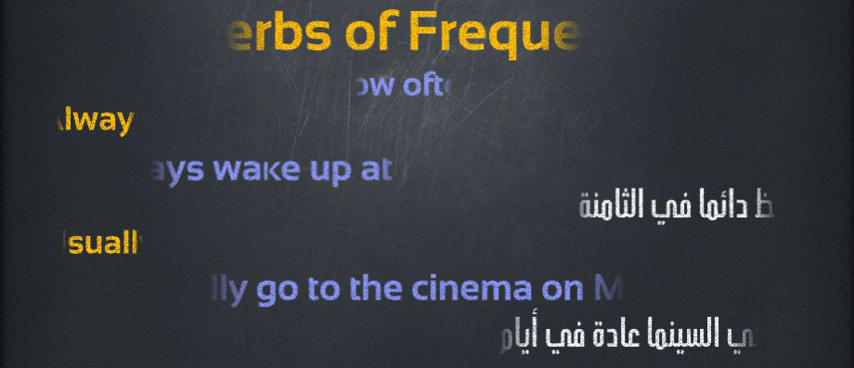 erbs of Freque
ow oft
lway
ays wake up at
ظ دائما في الثامنة
suall
lly go to the cinema on M
ي السينما عادة في أيام